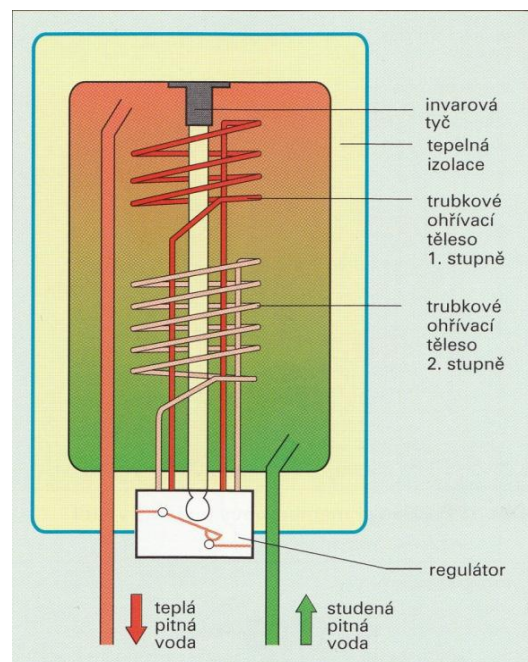 invarová
tyč
tepelná
izolace
trubkové
ohřívací
těleso
1. stupně
trubkové
ohřívací
těleso
2. stupně
regulátor
teplá
pitná
voda
studená
pitná
voda